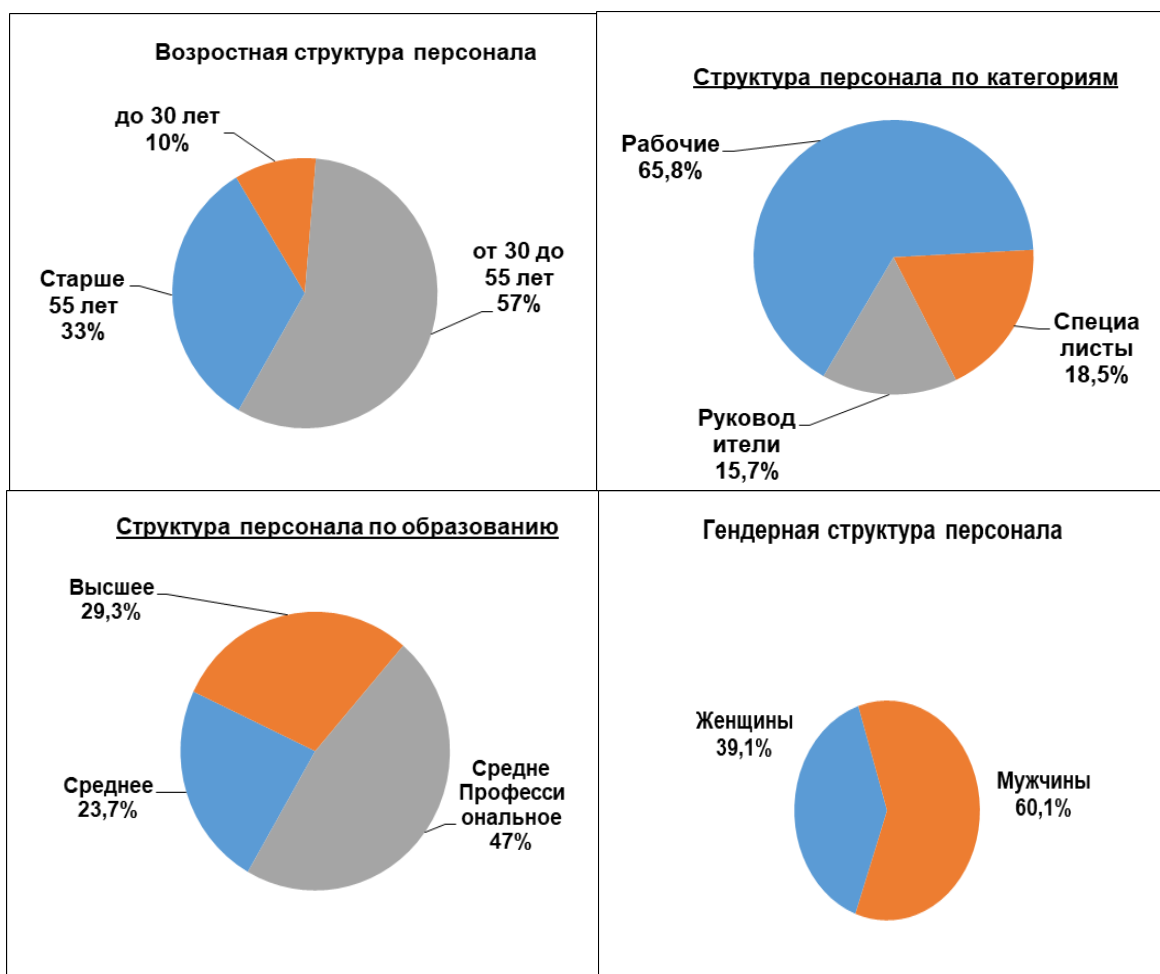 Возростная структура персонала
до 30 лет
10%
от 30 до
55 лет
57%
Старше
55 лет
33%
Структура персонала по категориям
Рабочие
65,8%
Специа
листы
18,5%
Руковод
ители
15,7%
Структура персонала по образованию
Высшее
29,3%
Среднее
23,7%
Средне
Професси
ональное
47%
Гендерная структура персонала
Женщины
39,1%
Мужчины
60,1%